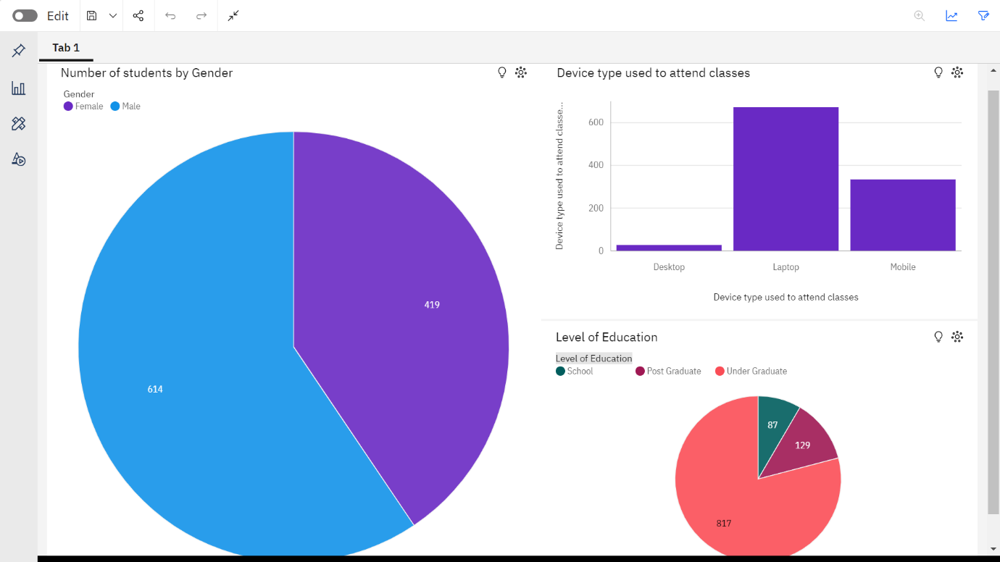 Edit
Tab 1
Number of students by Gender
Gender
Female Male
419
614
Device type used to attend classes
Device type used to attend classe...
600
400
200
0
Desktop Laptop Mobile
Device type used to attend classes
Level of Education
Level of Education
School Post Graduate Under Graduate
87
129
817